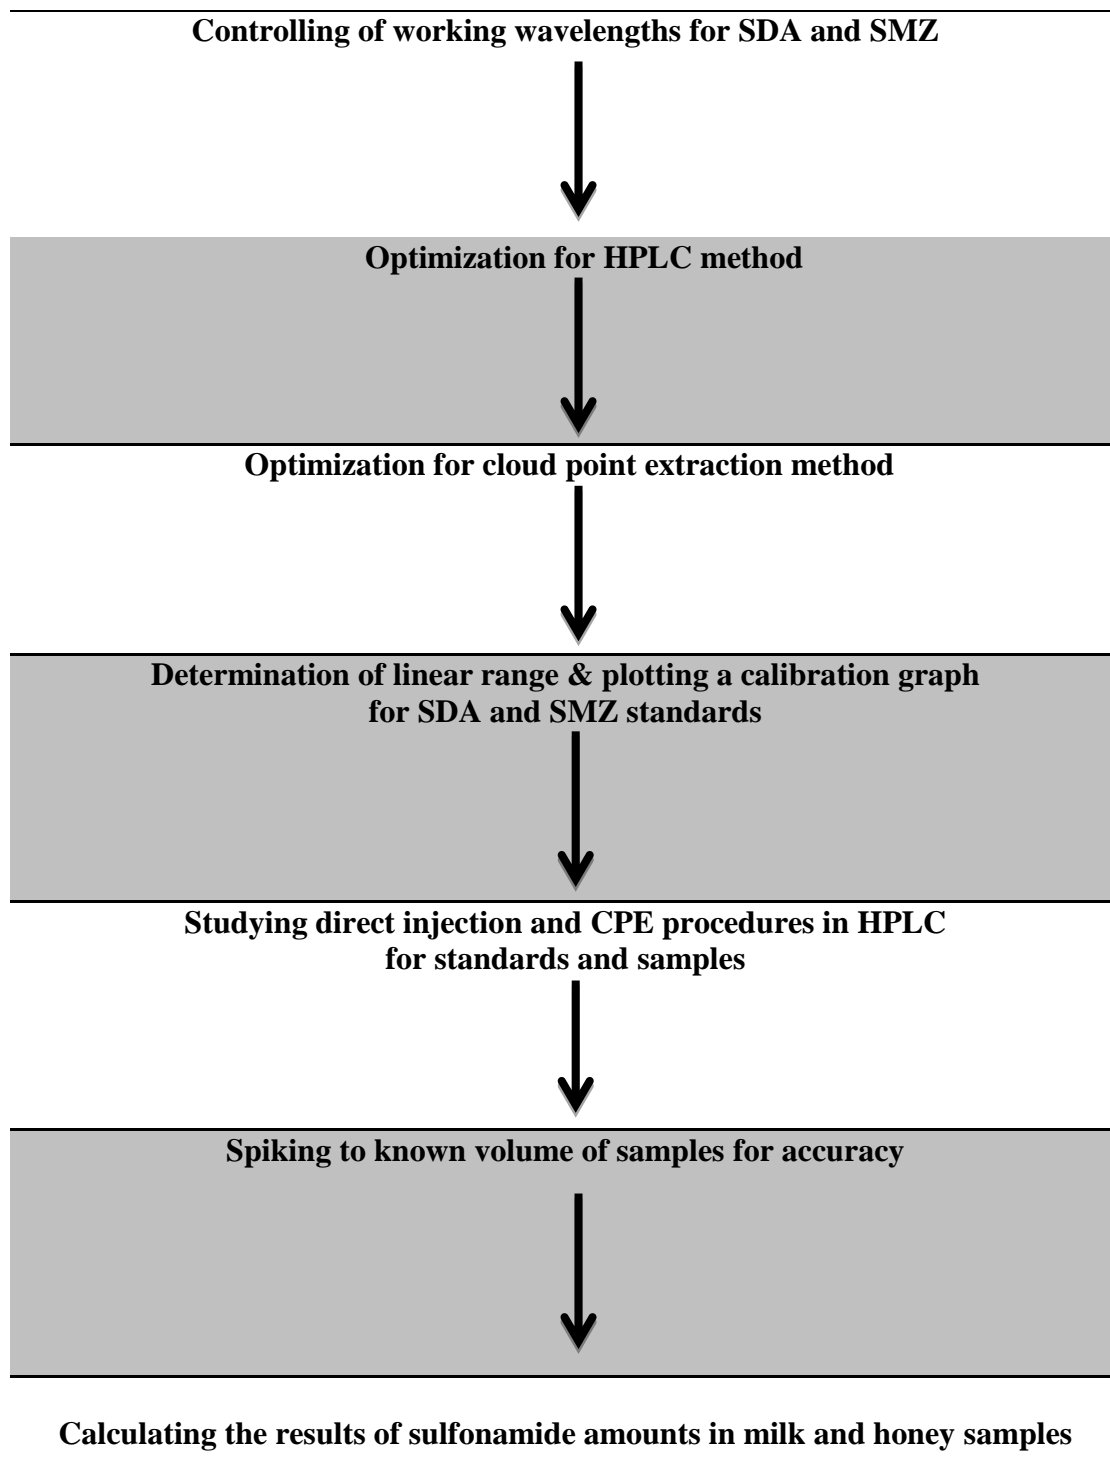 Controlling of working wavelengths for SDA and SMZ
Optimization for HPLC method
Optimization for cloud point extraction method
Determination of linear range & plotting a calibration graph
for SDA and SMZ standards
Studying direct injection and CPE procedures in HPLC
for standards and samples
Spiking to known volume of samples for accuracy
Calculating the results of sulfonamide amounts in milk and honey samples